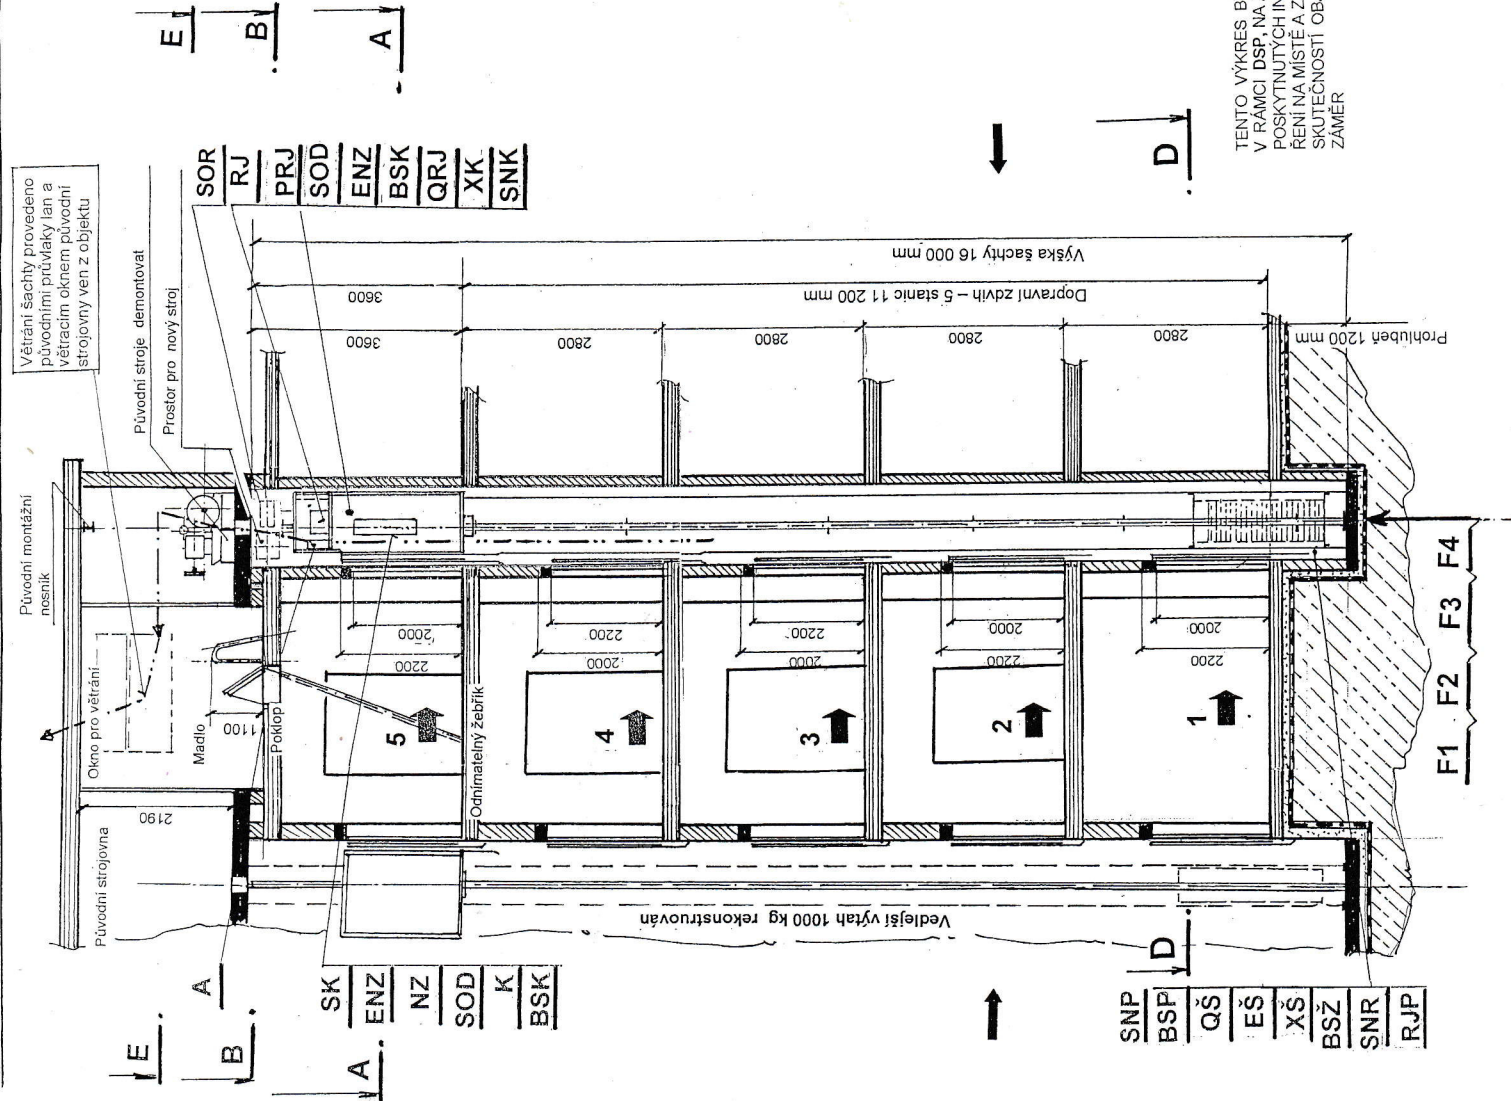 E
B
A
Větrání šachty provedeno
původními průvlaky lan a
větracím oknem původní
strojovny ven z objektu
Původní stroje demontovat
Prostor pro nový stroj
Původní montážní
nosník
SOR
RJ
PRJ
SOD
ENZ
BSK
QRJ
XK
SNK
D
TENTO VÝKRES B
V RÁMCI DSP, NA
POSKYTNUTÝCH IN
ŘENÍ NA MÍSTĚ A Z
SKUTEČNOSTÍ OB
ZÁMĚR
Výška šachty 16 000 mm
Dopravní zdvih – 5 stanic 11 200 mm
3600
3600
2800
2800
2800
2800
Prohlubeň 1200 mm
Okno pro větrání
Madlo
1100
Poklop
2190
Původní strojovna
Odnímatelný žebřík
5
4
3
2
1
2000
2200
2200
2000
2200
2000
2000
2200
2000
2200
Vedlejší výtah 1000 kg rekonstruován
F1 F2 F3 F4
A
SK
ENZ
NZ
SOD
K
BSK
E
B
A
D
SNP
BSP
QŠ
EŠ
XŠ
BSŽ
SNR
RJP